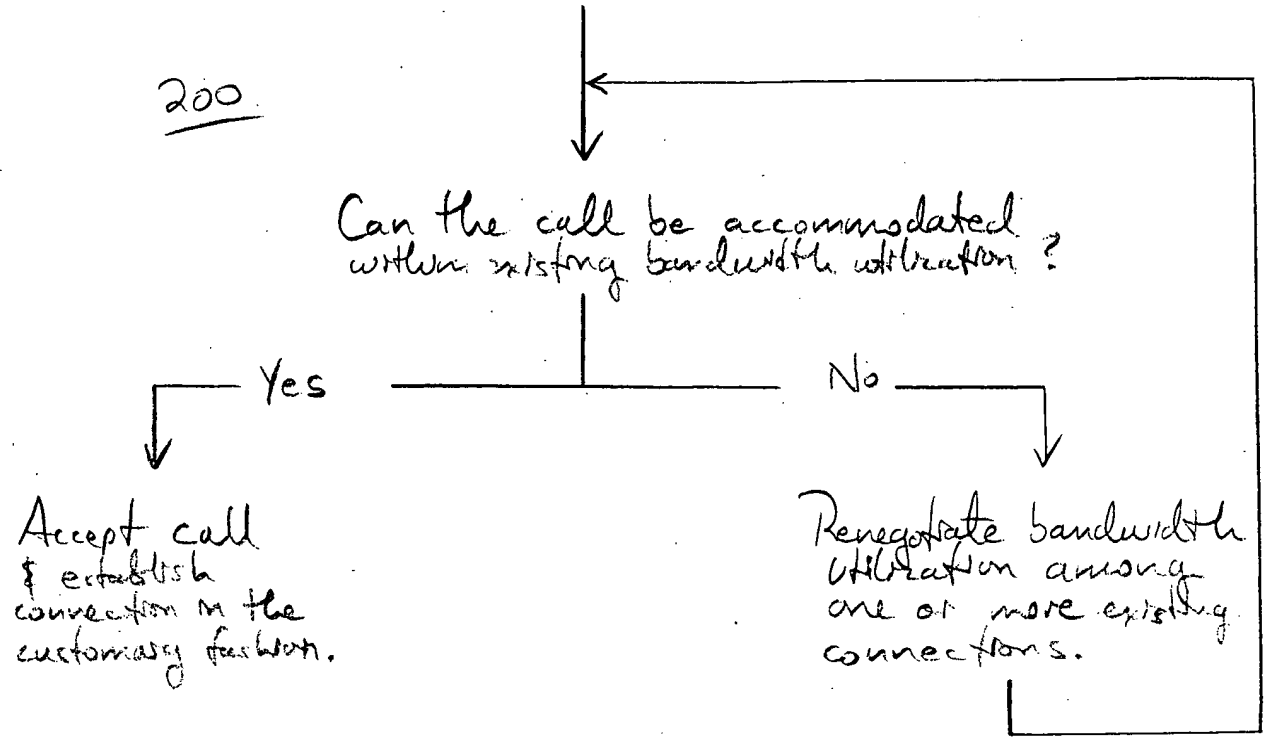 200
Can the call be accommodated
within existing bandwidth utilization?
Yes
No
Accept call
& establish
connection in the
customary fashion.
Renegotiate bandwidth
utilization among
one or more existing
connections.